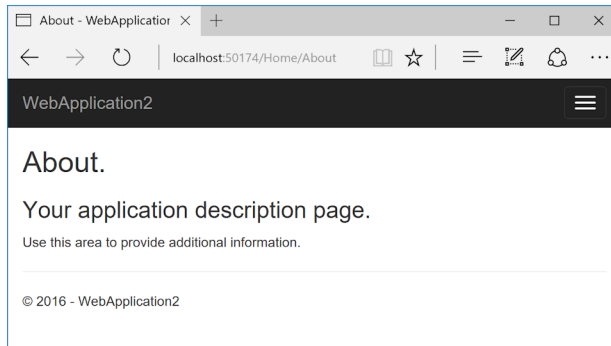 About - WebApplication
localhost:50174/Home/About
WebApplication2
About.
Your application description page.
Use this area to provide additional information.
© 2016 - WebApplication2